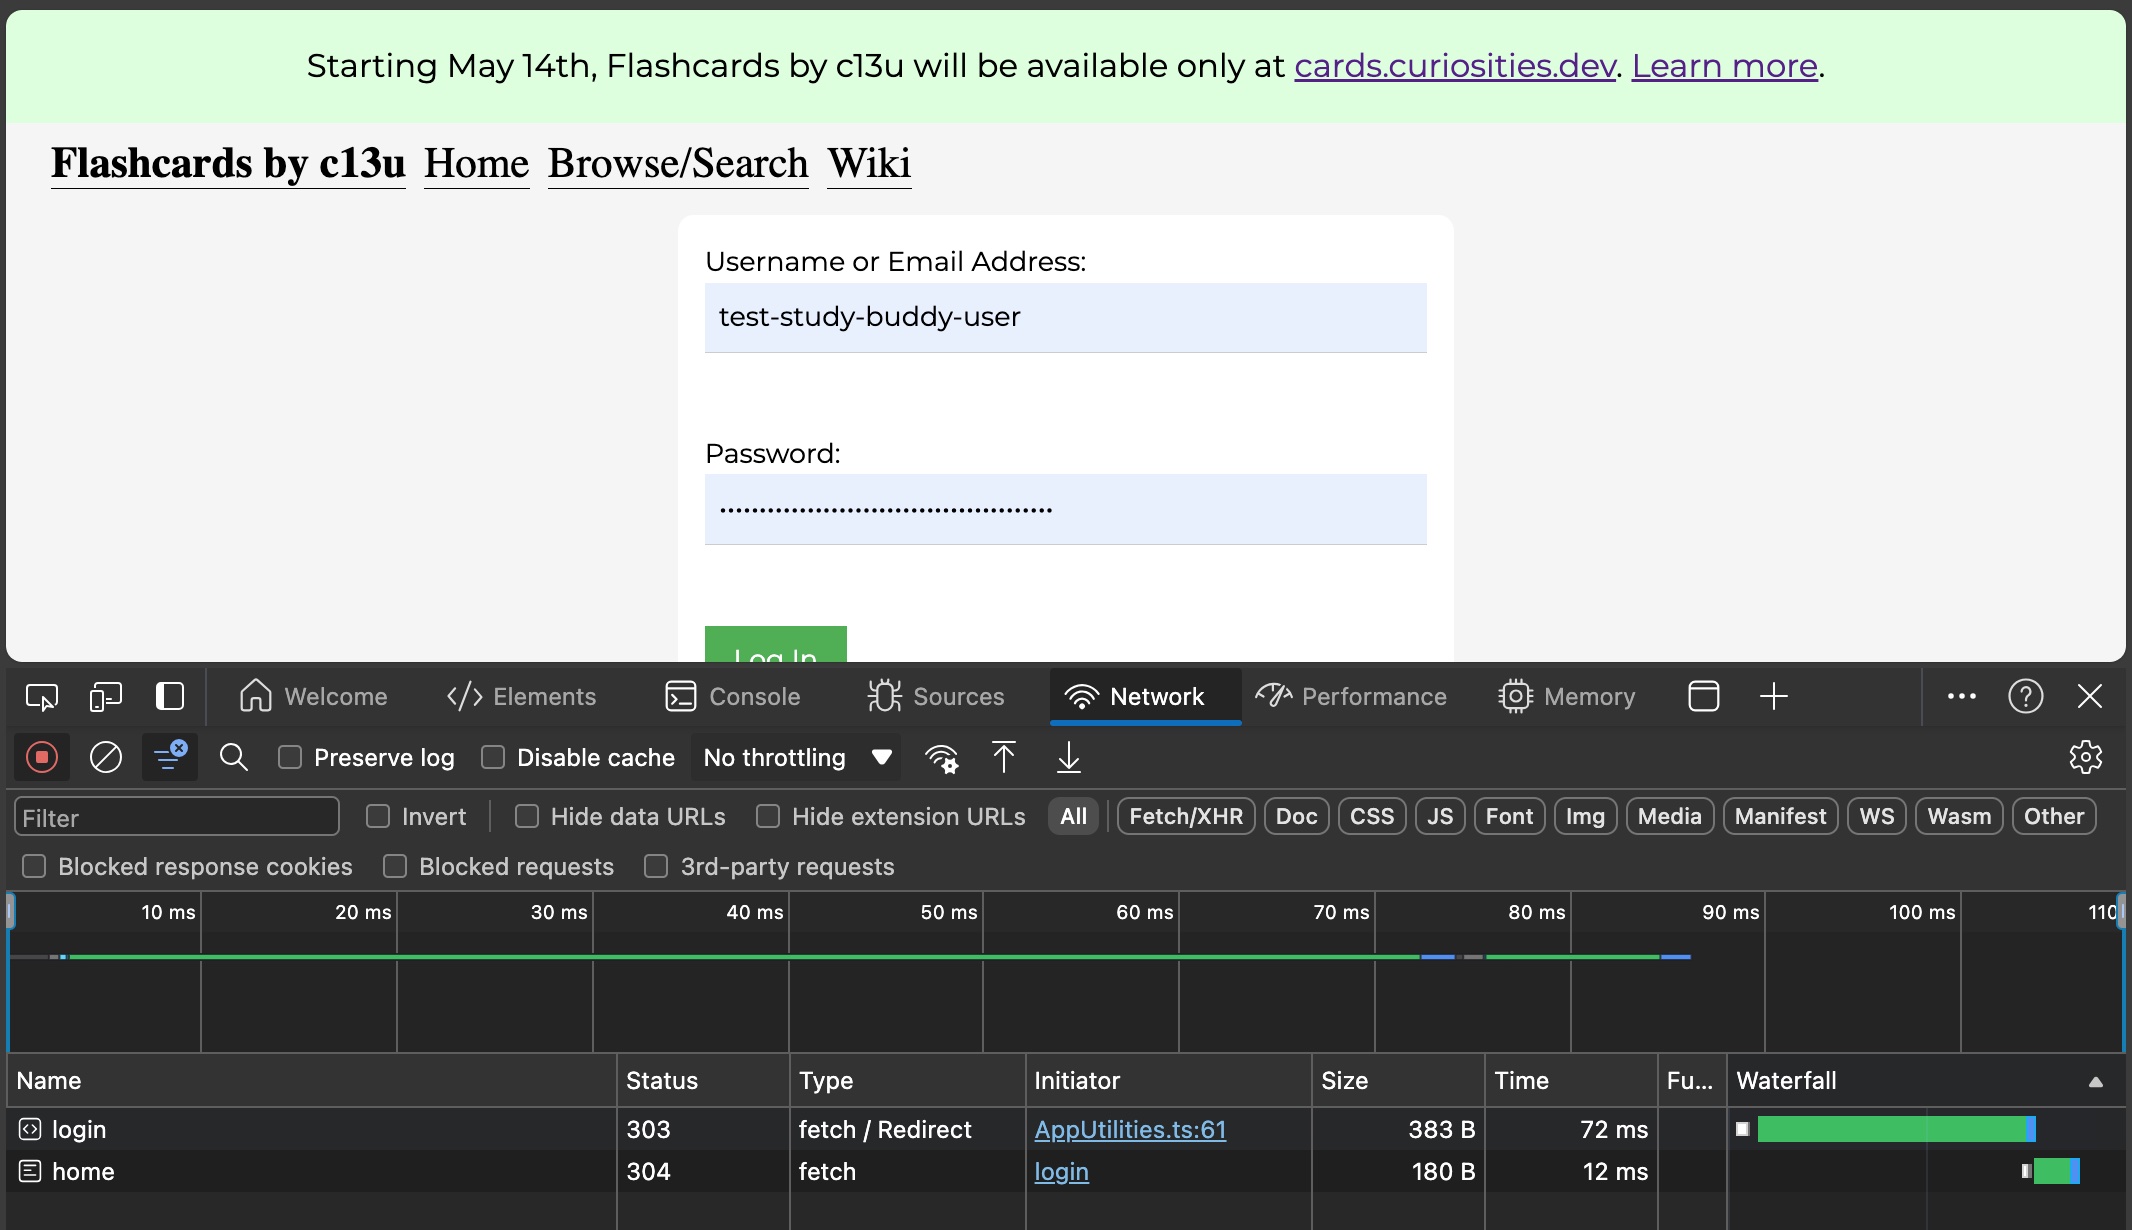 Starting May 14th, Flashcards by c13u will be available only at cards.curiosities.dev. Learn more.
Flashcards by c13u Home Browse/Search Wiki
Username or Email Address:
test-study-buddy-user
Password:
Log In
Welcome Elements Console Sources Network Performance Memory
Preserve log Disable cache No throttling
Filter Invert Hide data URLs Hide extension URLs All Fetch/XHR Doc CSS JS Font Img Media Manifest WS Wasm Other
Blocked response cookies Blocked requests 3rd-party requests
10 ms 20 ms 30 ms 40 ms 50 ms 60 ms 70 ms 80 ms 90 ms 100 ms 110
Name Status Type Initiator Size Time Fu... Waterfall
login 303 fetch / Redirect AppUtilities.ts:61 383 B 72 ms
home 304 fetch login 180 B 12 ms